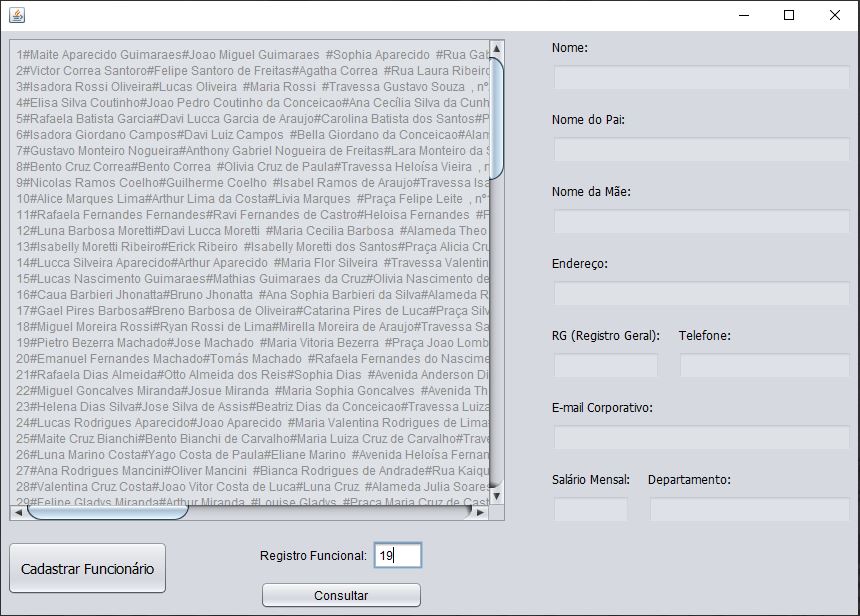 1#Maite Aparecido Guimaraes#Joao Miguel Guimaraes #Sophia Aparecido #Rua Gab
2#Victor Correa Santoro#Felipe Santoro de Freitas#Agatha Correa #Rua Laura Ribeiro
3#Isadora Rossi Oliveira#Lucas Oliveira #Maria Rossi #Travessa Gustavo Souza , nº
4#Elisa Silva Coutinho#Joao Pedro Coutinho da Conceicao#Ana Cecília Silva da Cunh
5#Rafaela Batista Garcia#Davi Lucca Garcia de Araujo#Carolina Batista dos Santos#P
6#Isadora Giordano Campos#Davi Luiz Campos #Bella Giordano da Conceicao#Alam
7#Gustavo Monteiro Nogueira#Anthony Gabriel Nogueira de Freitas#Lara Monteiro da S
8#Bento Cruz Correa#Bento Correa #Olivia Cruz de Paula#Travessa Heloísa Vieira , n
9#Nicolas Ramos Coelho#Guilherme Coelho #Isabel Ramos de Araujo#Travessa Isa
10#Alice Marques Lima#Arthur Lima da Costa#Livia Marques #Praça Felipe Leite , nº
11#Rafaela Fernandes Fernandes#Ravi Fernandes de Castro#Heloisa Fernandes #F
12#Luna Barbosa Moretti#Davi Lucca Moretti #Maria Cecilia Barbosa #Alameda Theo
13#Isabelly Moretti Ribeiro#Erick Ribeiro #Isabelly Moretti dos Santos#Praça Alicia Cru
14#Lucca Silveira Aparecido#Arthur Aparecido #Maria Flor Silveira #Travessa Valentin
15#Lucas Nascimento Guimaraes#Mathias Guimaraes da Cruz#Olivia Nascimento de
16#Caua Barbieri Jhonatta#Bruno Jhonatta #Ana Sophia Barbieri da Silva#Alameda R
17#Gael Pires Barbosa#Breno Barbosa de Oliveira#Catarina Pires de Luca#Praça Silv
18#Miguel Moreira Rossi#Ryan Rossi de Lima#Mirella Moreira de Araujo#Travessa Sa
19#Pietro Bezerra Machado#Jose Machado #Maria Vitoria Bezerra #Praça Joao Lomb
20#Emanuel Fernandes Machado#Tomás Machado #Rafaela Fernandes do Nascime
21#Rafaela Dias Almeida#Otto Almeida dos Reis#Sophia Dias #Avenida Anderson Di
22#Miguel Goncalves Miranda#Josue Miranda #Maria Sophia Goncalves #Avenida Th
23#Helena Dias Silva#Jose Silva de Assis#Beatriz Dias da Conceicao#Travessa Luiza
24#Lucas Rodrigues Aparecido#Joao Aparecido #Maria Valentina Rodrigues de Lima#
25#Maite Cruz Bianchi#Bento Bianchi de Carvalho#Maria Luiza Cruz de Carvalho#Trave
26#Luna Marino Costa#Yago Costa de Paula#Eliane Marino #Avenida Heloísa Fernan
27#Ana Rodrigues Mancini#Oliver Mancini #Bianca Rodrigues de Andrade#Rua Kaiqu
28#Valentina Cruz Costa#Joao Vitor Costa de Luca#Luna Cruz #Alameda Julia Soares
29#Felipe Gladys Miranda#Arthur Miranda #Louise Gladys #Praça Maria Cruz de Cast
Nome:
Nome do Pai:
Nome da Mãe:
Endereço:
RG (Registro Geral): Telefone:
E-mail Corporativo:
Salário Mensal: Departamento:
Cadastrar Funcionário
Registro Funcional: 19
Consultar